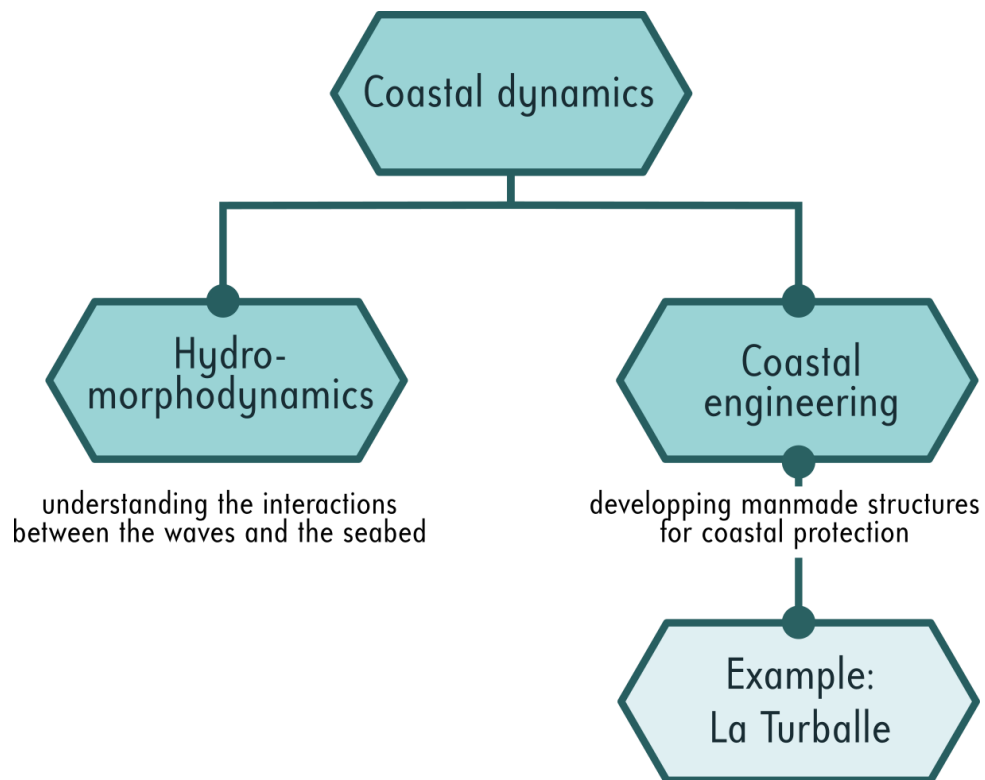 Coastal dynamics
Hydro-
morphodynamics
understanding the interactions
between the waves and the seabed
Coastal
engineering
developping manmade structures
for coastal protection
Example:
La Turballe